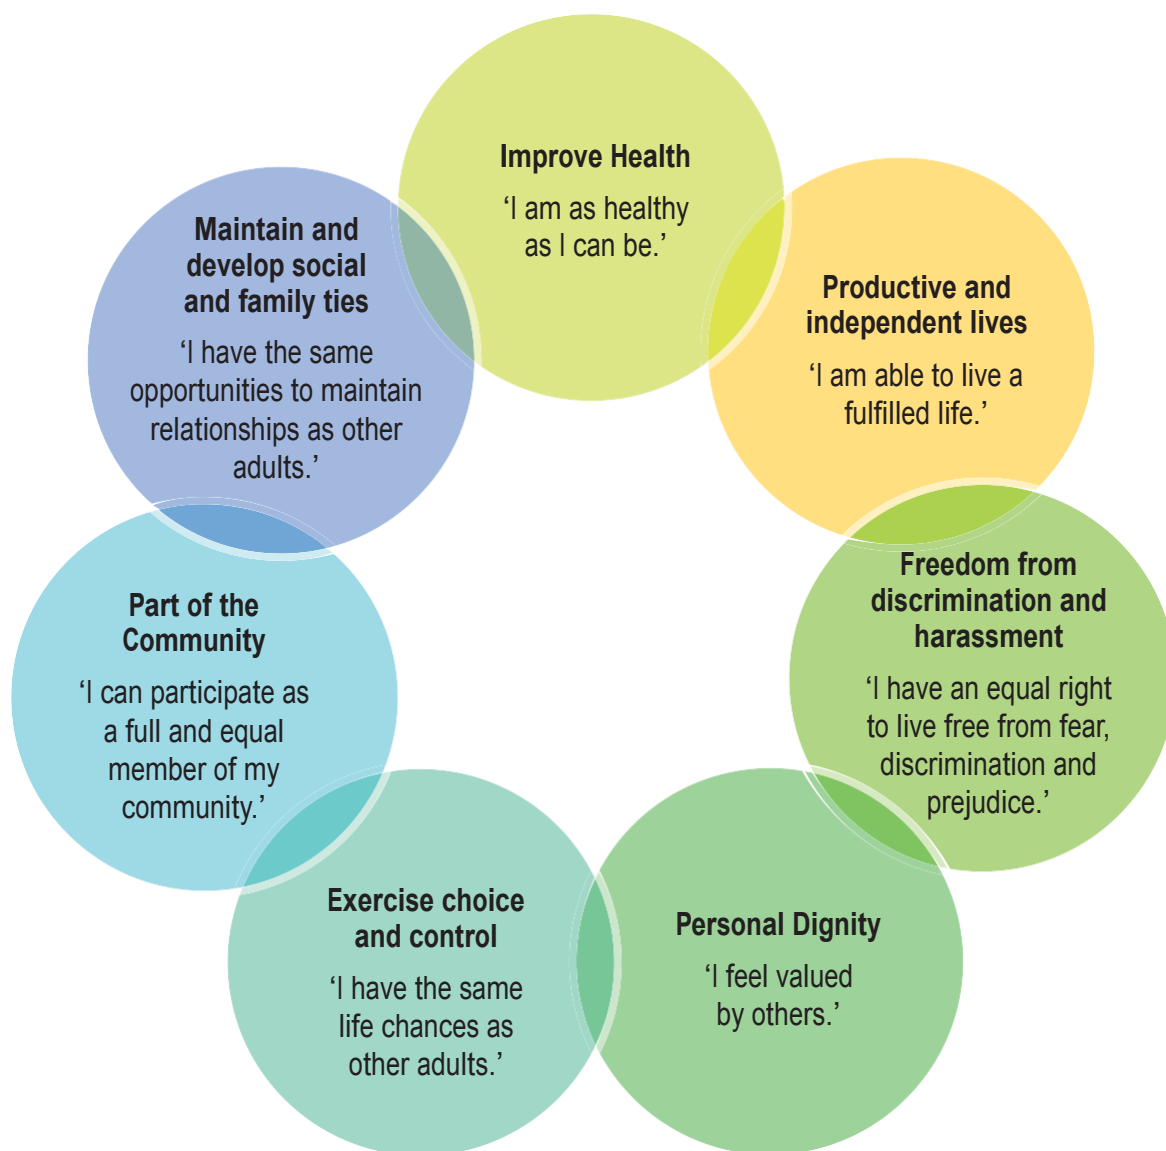 Improve Health
‘I am as healthy
as I can be.’
Productive and
independent lives
‘I am able to live a
fulfilled life.’
Freedom from
discrimination and
harassment
‘I have an equal right
to live free from fear,
discrimination and
prejudice.’
Personal Dignity
‘I feel valued
by others.’
Exercise choice
and control
‘I have the same
life chances as
other adults.’
Part of the
Community
‘I can participate as
a full and equal
member of my
community.’
Maintain and
develop social
and family ties
‘I have the same
opportunities to maintain
relationships as other
adults.’